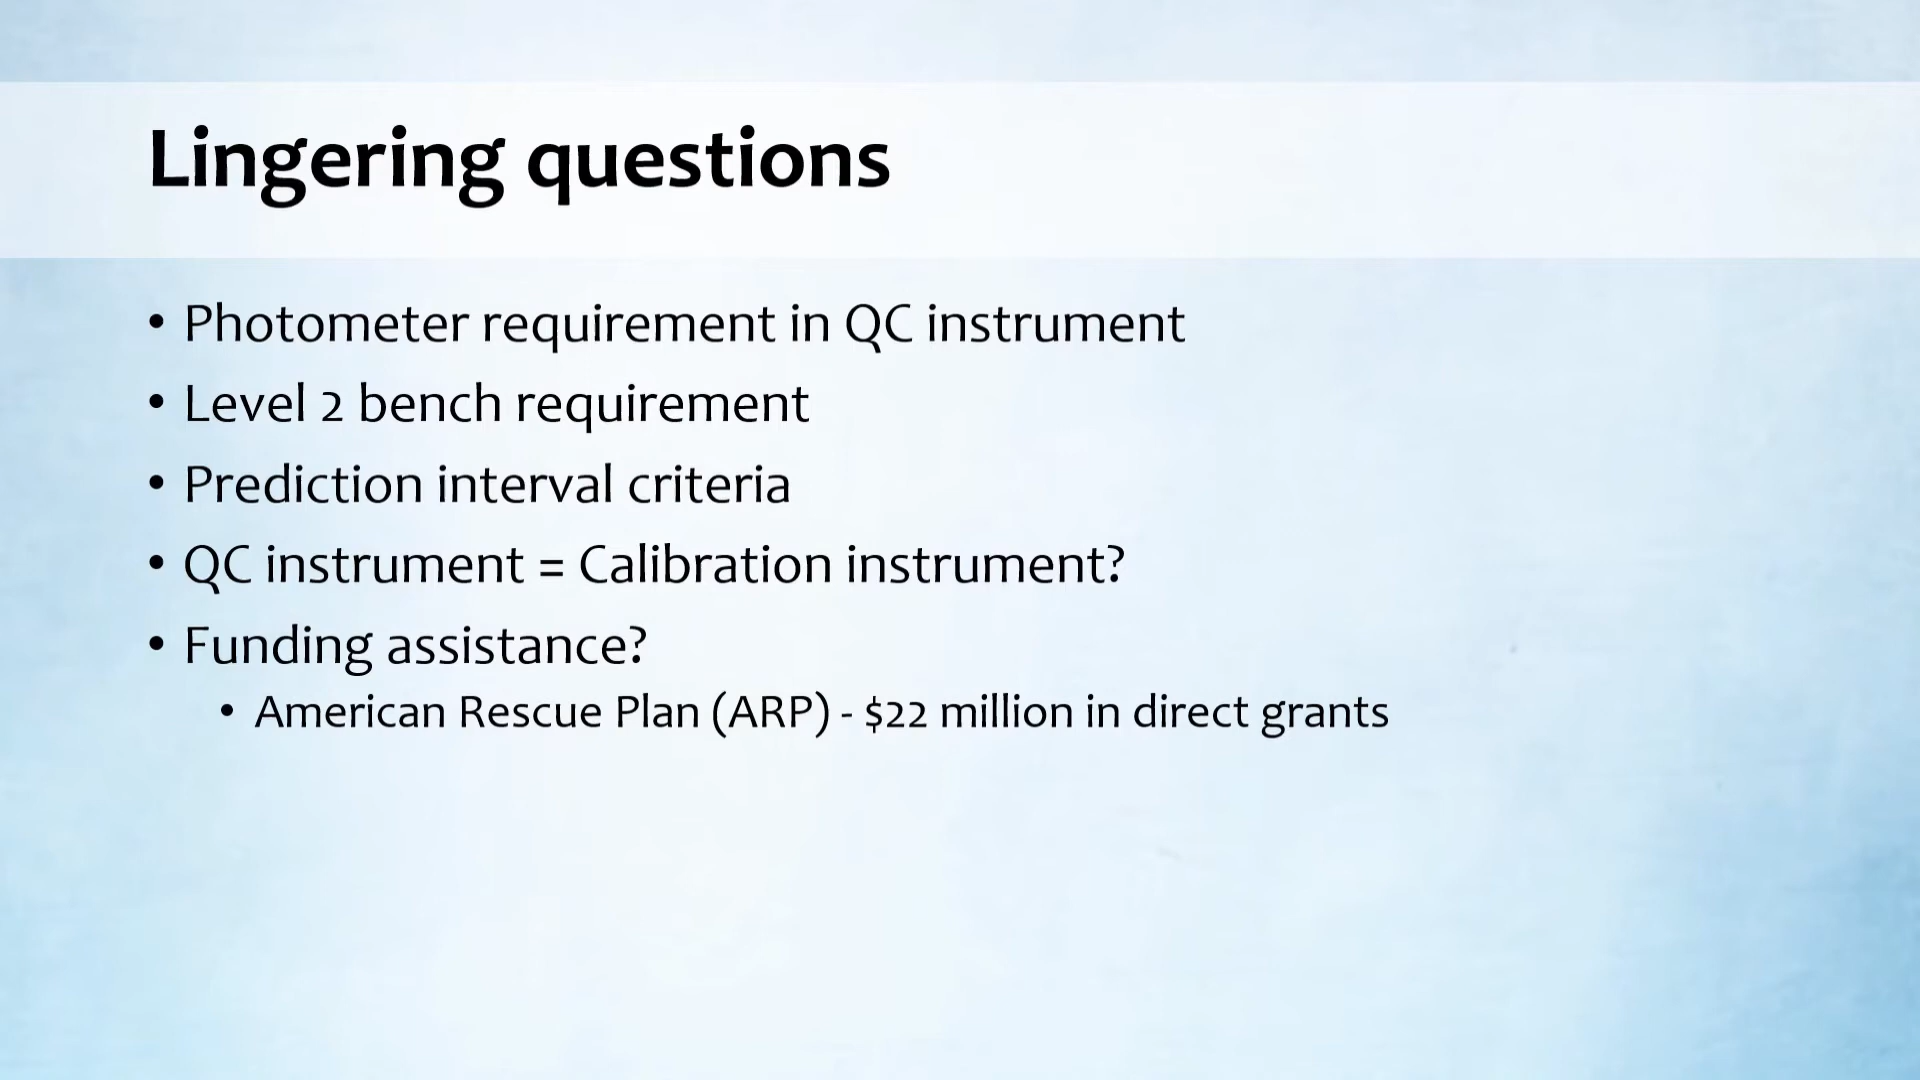 Lingering questions
• Photometer requirement in QC instrument
• Level 2 bench requirement
• Prediction interval criteria
• QC instrument = Calibration instrument?
• Funding assistance?
• American Rescue Plan (ARP) - $22 million in direct grants